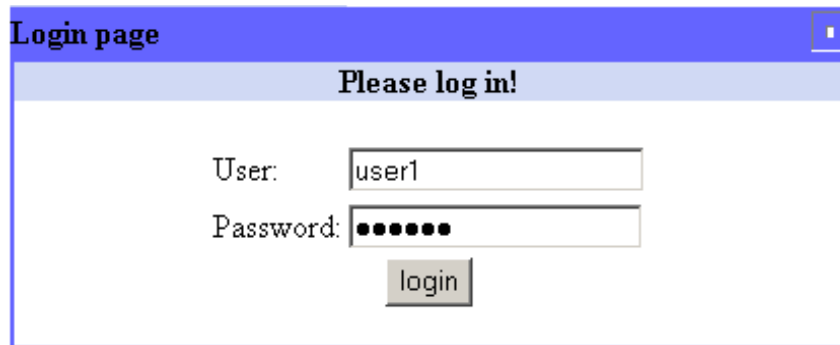 Login page
Please log in!
User: user1
Password: ●●●●●●
login